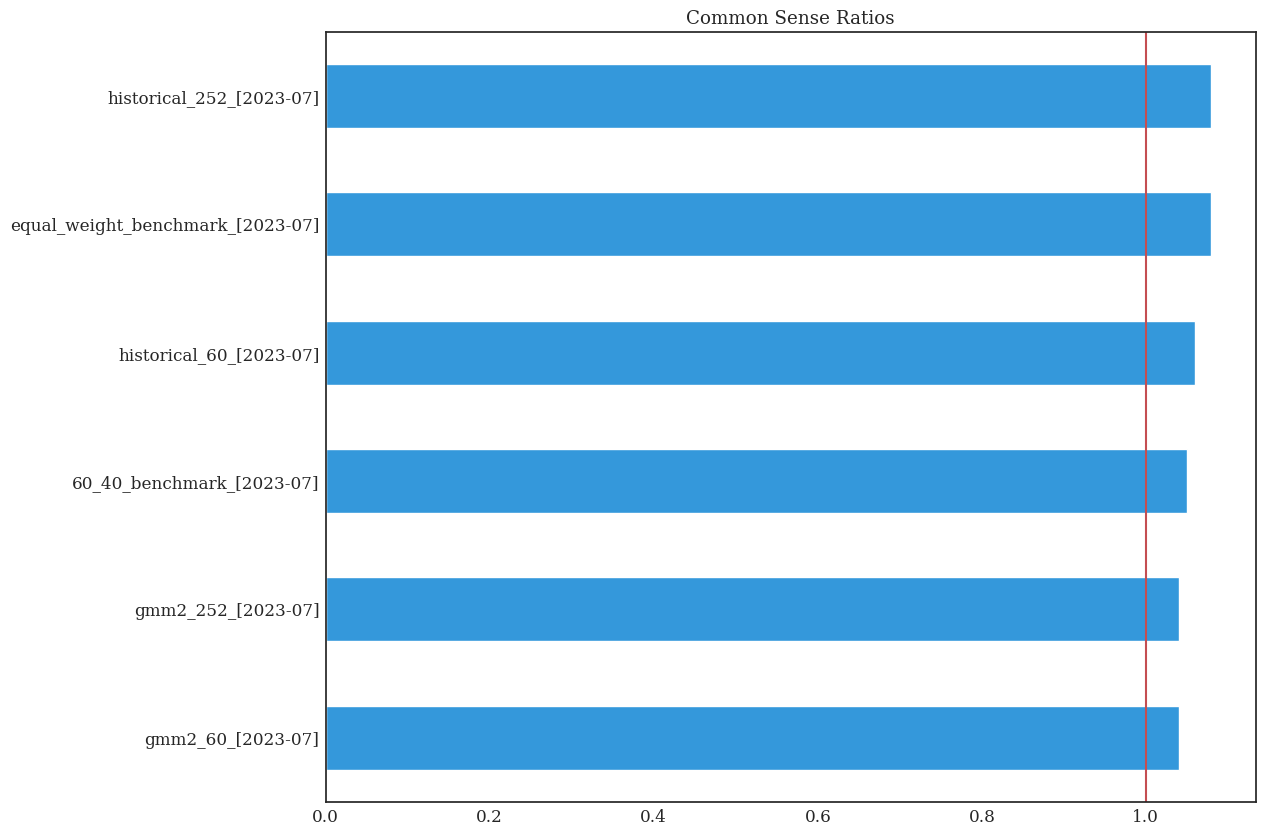 Common Sense Ratios
historical_252_[2023-07]
equal_weight_benchmark_[2023-07]
historical_60_[2023-07]
60_40_benchmark_[2023-07]
gmm2_252_[2023-07]
gmm2_60_[2023-07]
0.0 0.2 0.4 0.6 0.8 1.0